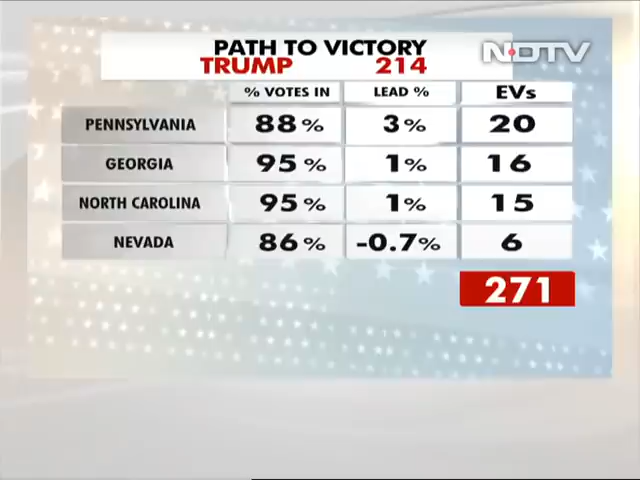 PATH TO VICTORY
NDTV
TRUMP 214
% VOTES IN LEAD % EVs
PENNSYLVANIA 88% 3% 20
GEORGIA 95% 1% 16
NORTH CAROLINA 95% 1% 15
NEVADA 86% -0.7% 6
271